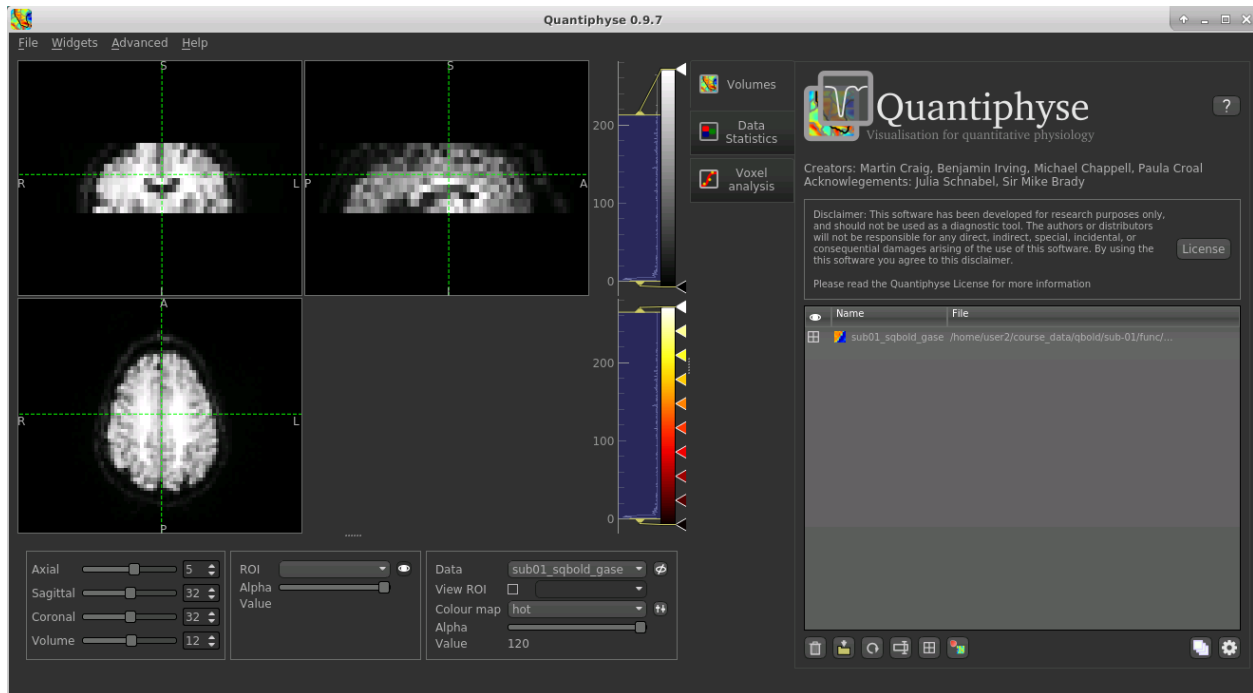 Quantiphyse 0.9.7
File Widgets Advanced Help
S
R
L
I
S
P
A
I
A
R
L
P
200
100
0
200
100
0
Volumes
Data
Statistics
Voxel
analysis
Quantiphyse
Visualisation for quantitative physiology
?
Creators: Martin Craig, Benjamin Irving, Michael Chappell, Paula Croal
Acknowlegements: Julia Schnabel, Sir Mike Brady
Disclaimer: This software has been developed for research purposes only,
and should not be used as a diagnostic tool. The authors or distributors
will not be responsible for any direct, indirect, special, incidental, or
consequential damages arising of the use of this software. By using the
this software you agree to this disclaimer.
Please read the Quantiphyse License for more information
License
Name File
sub01_sqbold_gase /home/user2/course_data/qbold/sub-01/func/...
Axial 5
Sagittal 32
Coronal 32
Volume 12
ROI
Alpha
Value
Data sub01_sqbold_gase
View ROI
Colour map hot
Alpha
Value 120